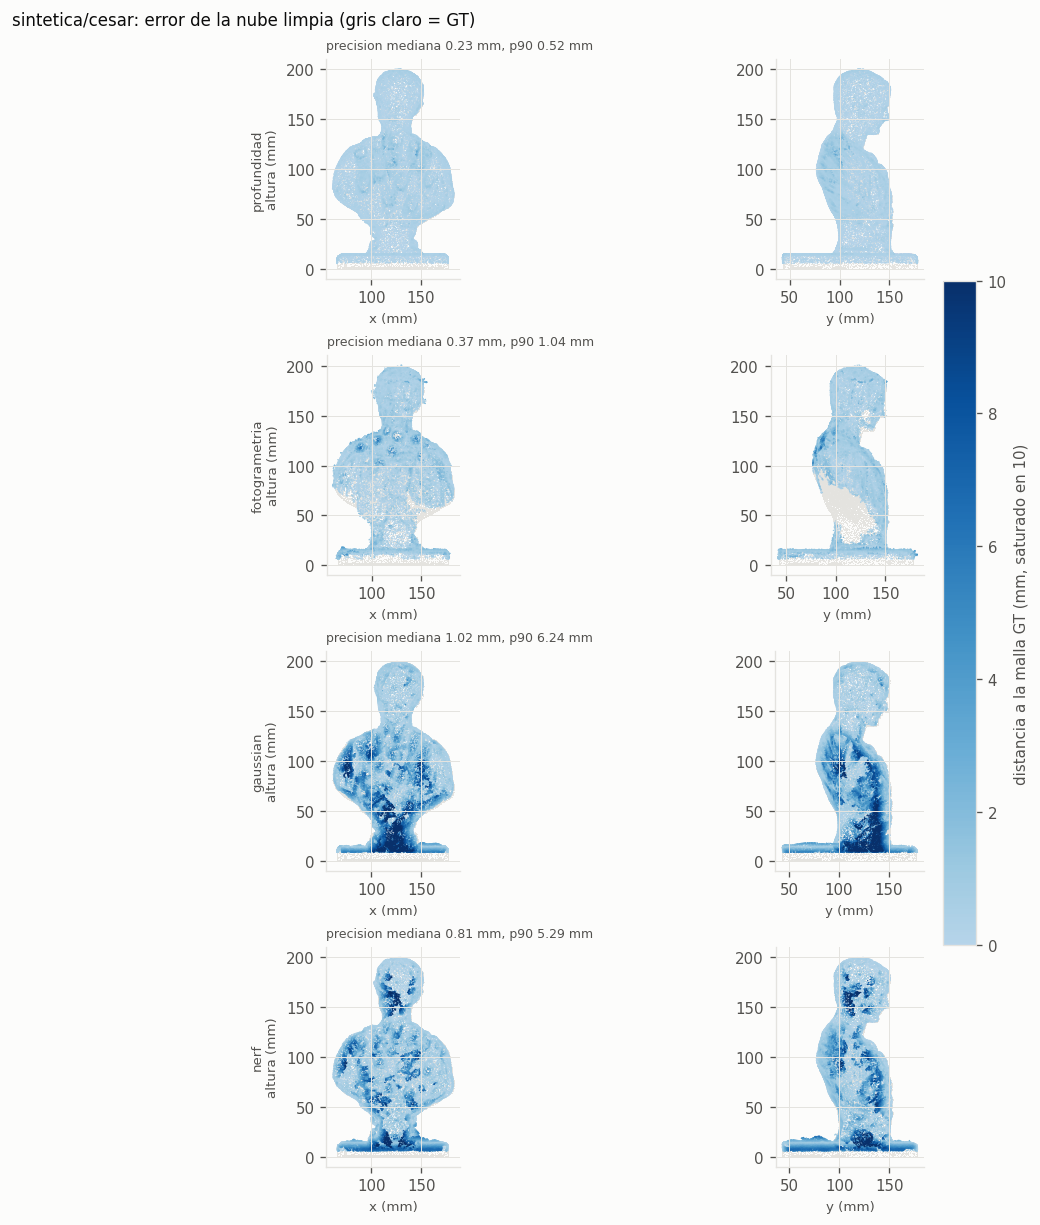 sintetica/cesar: error de la nube limpia (gris claro = GT)
precision mediana 0.23 mm, p90 0.52 mm
profundidad
altura (mm)
200
150
100
50
0
100 150
x (mm)
200
150
100
50
0
50 100 150
y (mm)
precision mediana 0.37 mm, p90 1.04 mm
fotogrametria
altura (mm)
200
150
100
50
0
100 150
x (mm)
200
150
100
50
0
50 100 150
y (mm)
precision mediana 1.02 mm, p90 6.24 mm
gaussian
altura (mm)
200
150
100
50
0
100 150
x (mm)
200
150
100
50
0
50 100 150
y (mm)
precision mediana 0.81 mm, p90 5.29 mm
nerf
altura (mm)
200
150
100
50
0
100 150
x (mm)
200
150
100
50
0
50 100 150
y (mm)
10
8
6
4
2
0
distancia a la malla GT (mm, saturado en 10)